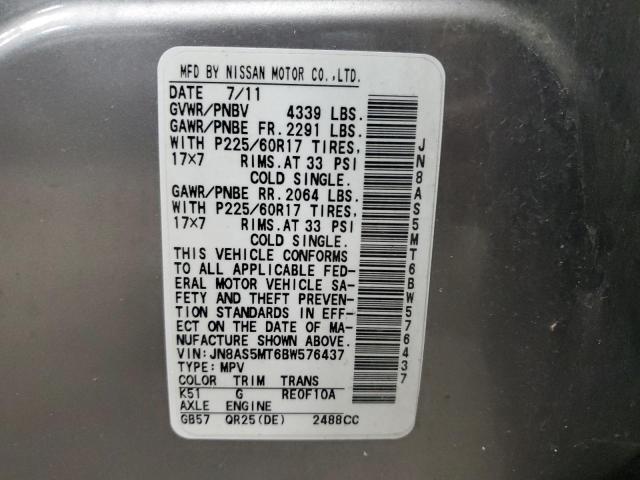 MFD BY NISSAN MOTOR CO.,LTD.
DATE 7/11
GVWR/PNBV 4339 LBS.
GAWR/PNBE FR.2291 LBS.
WITH P225/60R17 TIRES,
17×7 RIMS.AT 33 PSI
COLD SINGLE.
GAWR/PNBE RR.2064 LBS.
WITH P225/60R17 TIRES,
17×7 RIMS.AT 33 PSI
COLD SINGLE.
THIS VEHICLE CONFORMS
TO ALL APPLICABLE FED-
ERAL MOTOR VEHICLE SA-
FETY AND THEFT PREVEN-
TION STANDARDS IN EFF-
ECT ON THE DATE OF MA-
NUFACTURE SHOWN ABOVE.
VIN:JN8AS5MT6BW576437
TYPE:MPV
COLOR TRIM TRANS
K51 G RE0F10A
AXLE ENGINE
GB57 QR25(DE) 2488CC
JN8AS5MT6BW576437